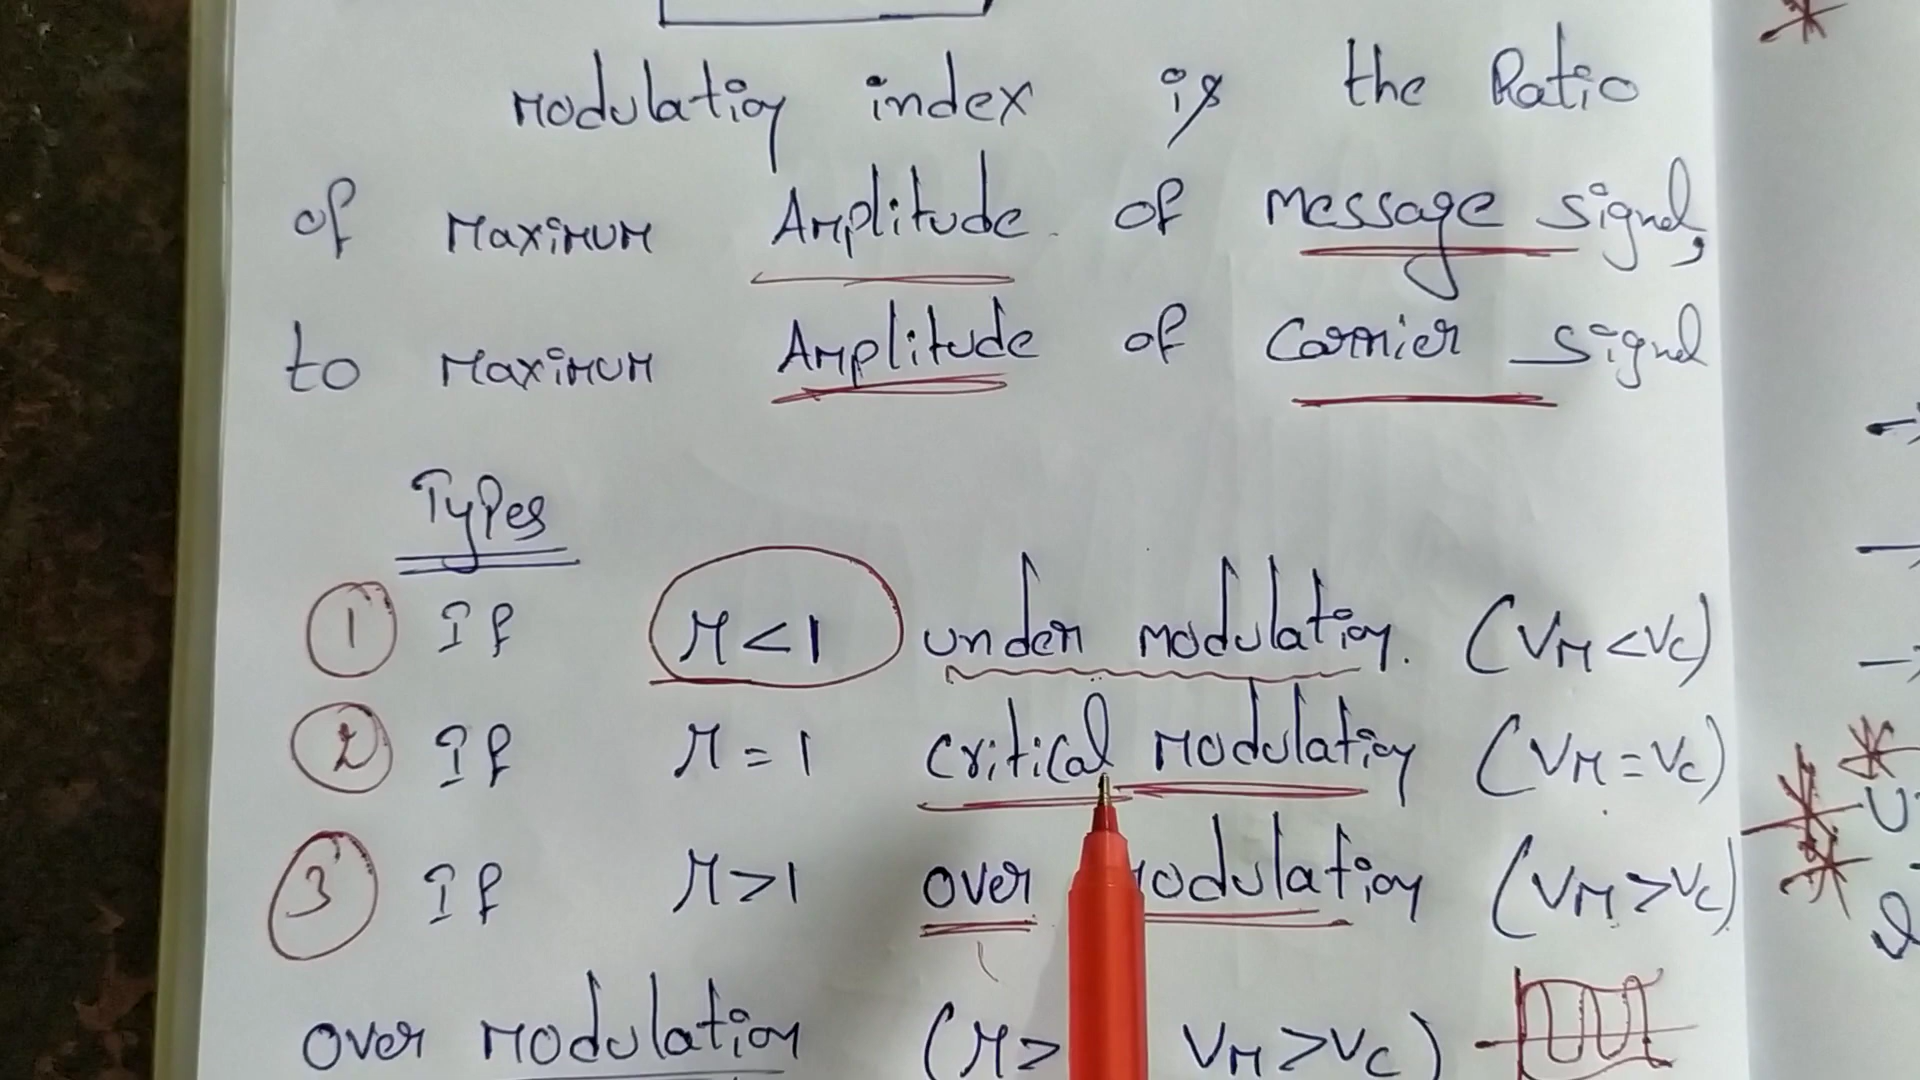 Modulation index is the Ratio
of Maximum Amplitude of message signal,
to Maximum Amplitude of Carrier signal
Types
1 If M<1 under modulation. (VM<VC)
2 If M=1 critical Modulation (VM=VC)
3 If M>1 over modulation (VM>VC)
over Modulation (M> VM>VC)